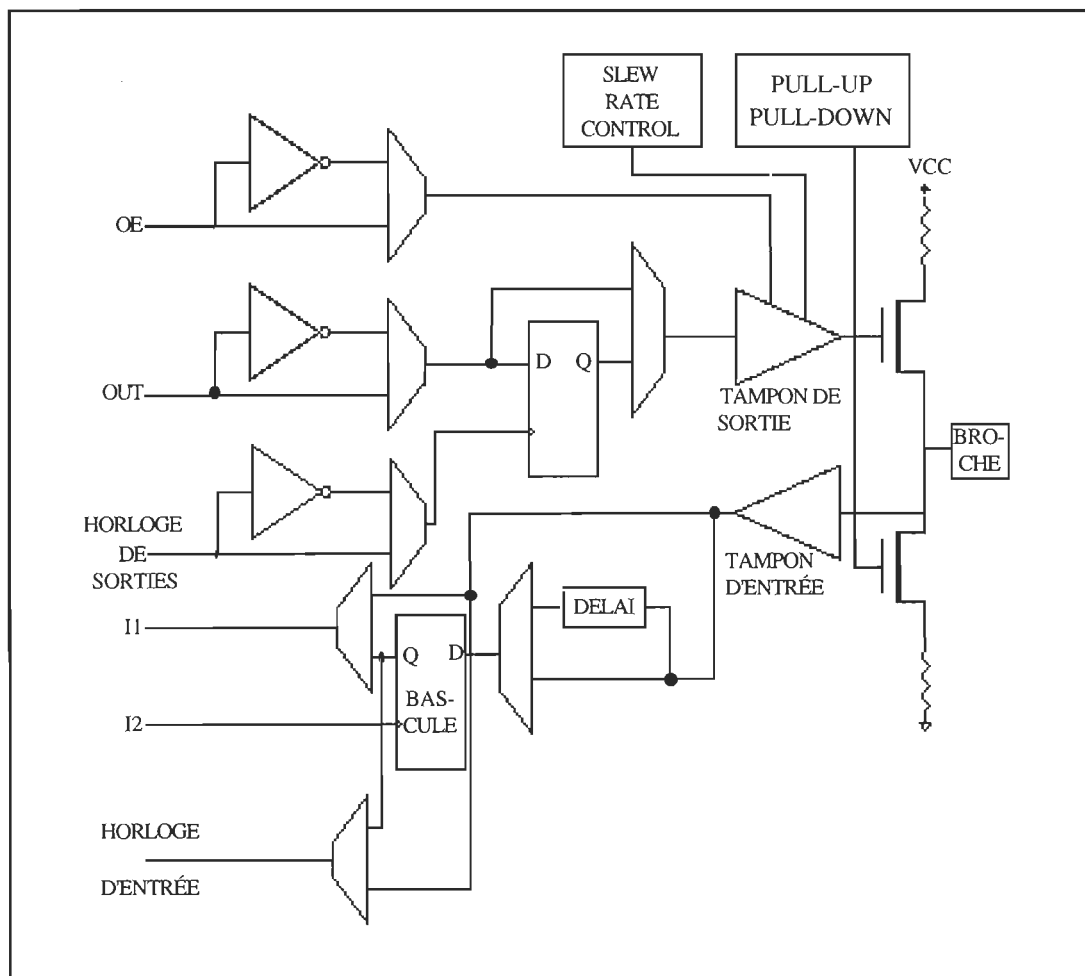 SLEW
RATE
CONTROL
PULL-UP
PULL-DOWN
VCC
OE
OUT
D
Q
TAMPON DE
SORTIE
BRO-
CHE
HORLOGE
DE
SORTIES
TAMPON
D'ENTRÉE
DELAI
I1
Q
D
BAS-
CULE
I2
HORLOGE
D'ENTRÉE